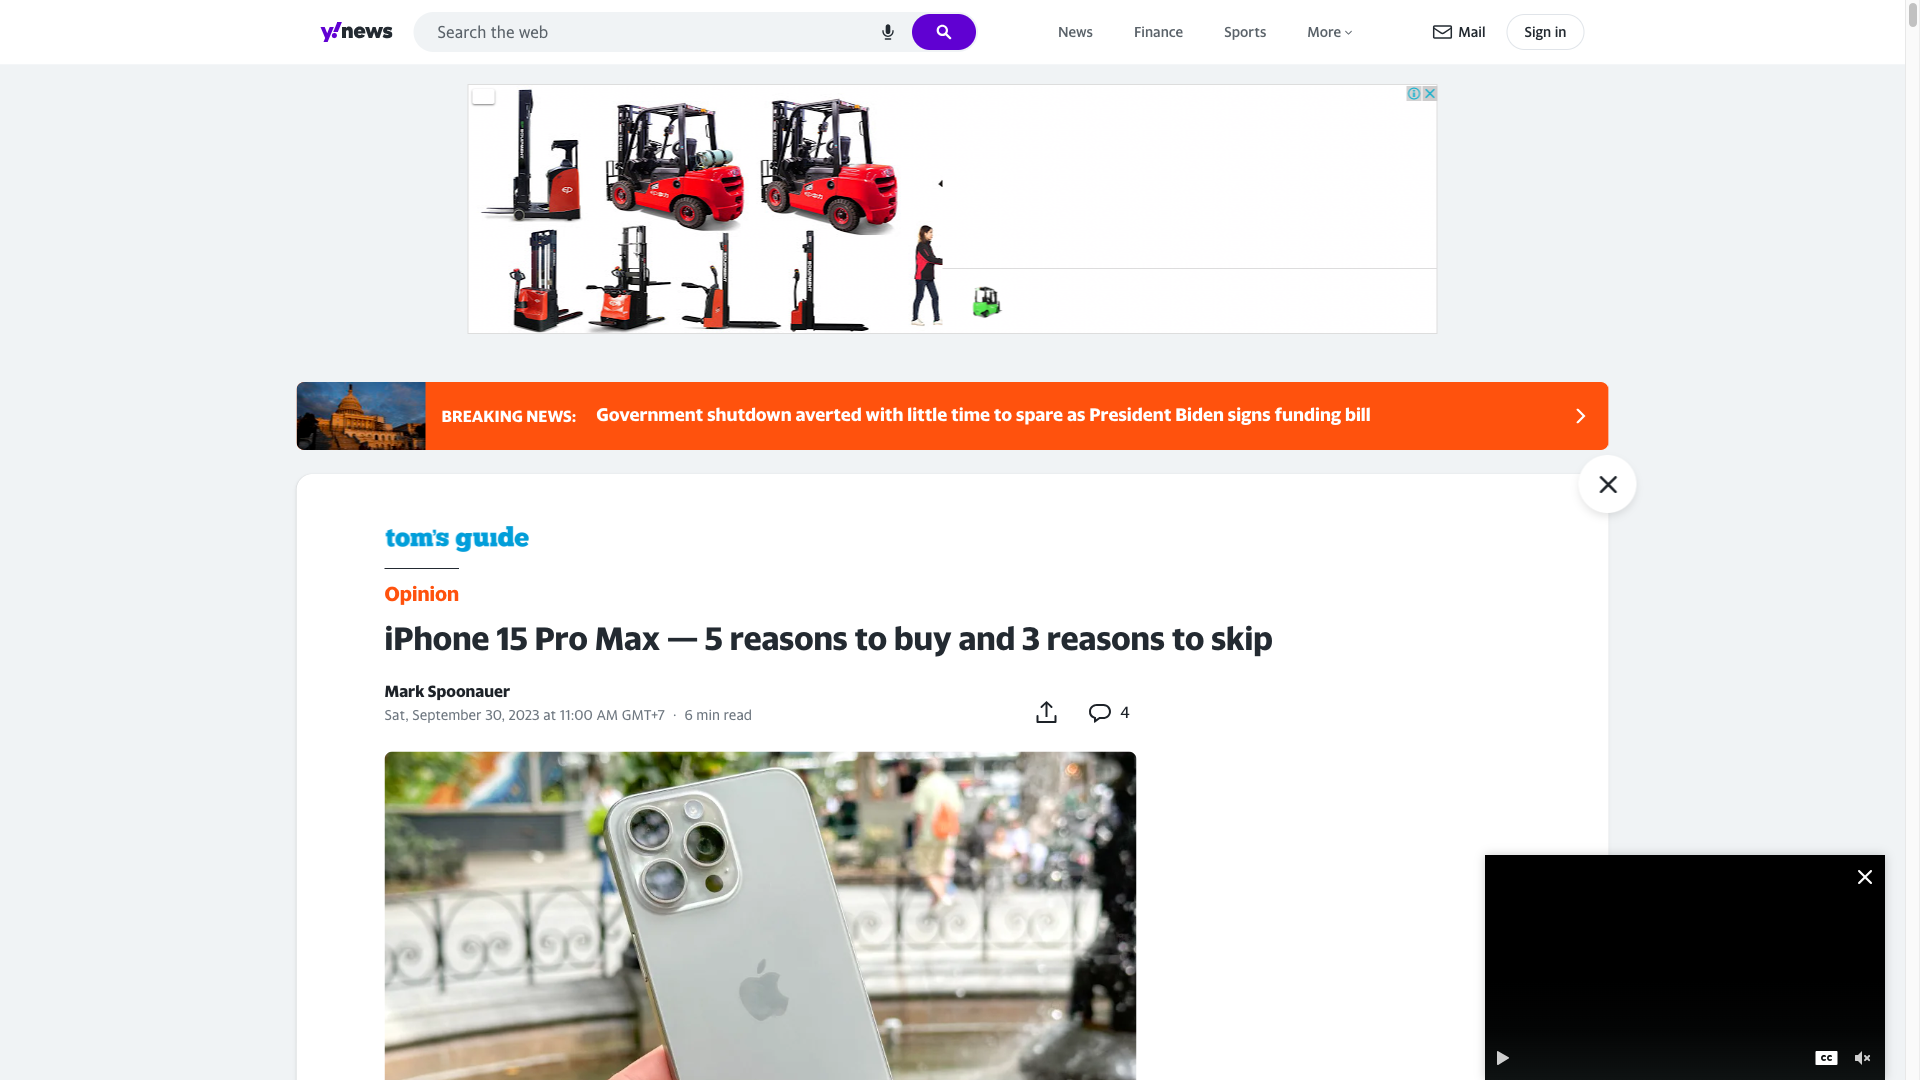 y!news
Search the web
News
Finance
Sports
More
Mail
Sign in
BREAKING NEWS:
Government shutdown averted with little time to spare as President Biden signs funding bill
tom's guide
Opinion
iPhone 15 Pro Max — 5 reasons to buy and 3 reasons to skip
Mark Spoonauer
Sat, September 30, 2023 at 11:00 AM GMT+7 · 6 min read
4
CC